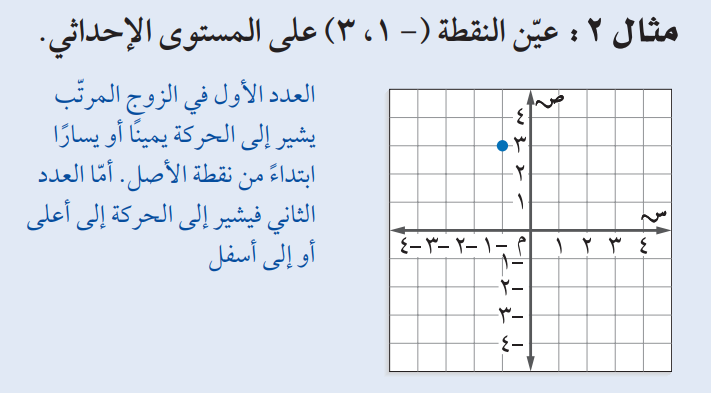 مثال ٢ : عيّن النقطة (– ١، ٣) على المستوى الإحداثي.
العدد الأول في الزوج المرتّب
يشير إلى الحركة يمينًا أو يسارًا
ابتداءً من نقطة الأصل. أمّا العدد
الثاني فيشير إلى الحركة إلى أعلى
أو إلى أسفل
ص
٤
٣
٢
١
س
–٤ –٣ –٢ –١ م ١ ٢ ٣ ٤
–١
–٢
–٣
–٤